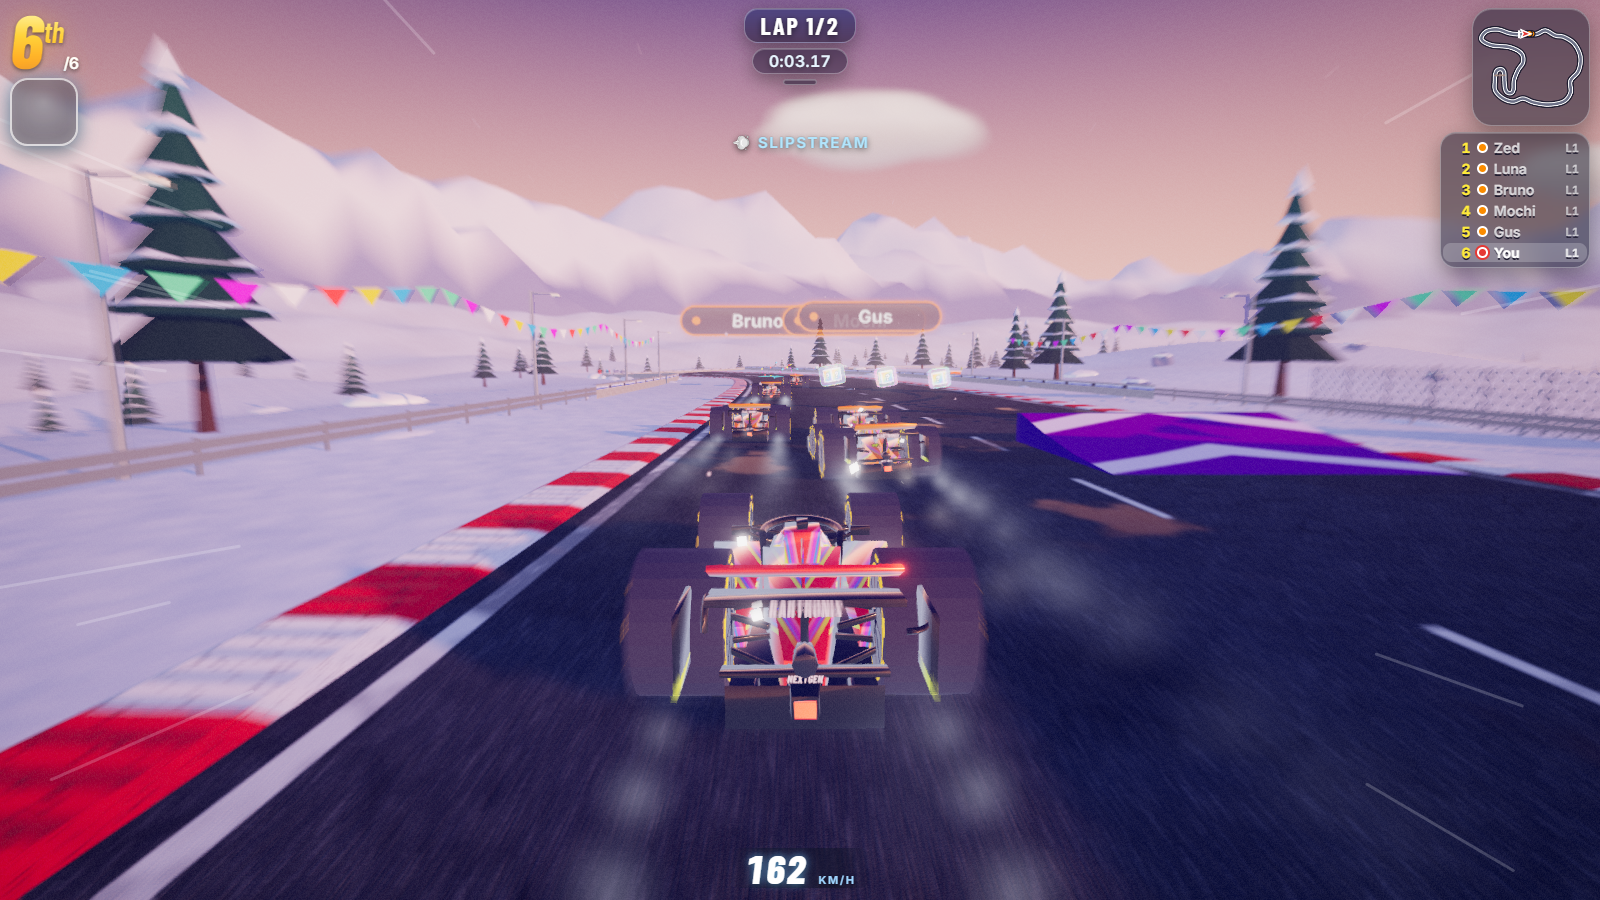 6th
/6
LAP 1/2
0:03.17
SLIPSTREAM
1 Zed L1
2 Luna L1
3 Bruno L1
4 Mochi L1
5 Gus L1
6 You L1
Bruno
Gus
NEXTGEN
162 KM/H